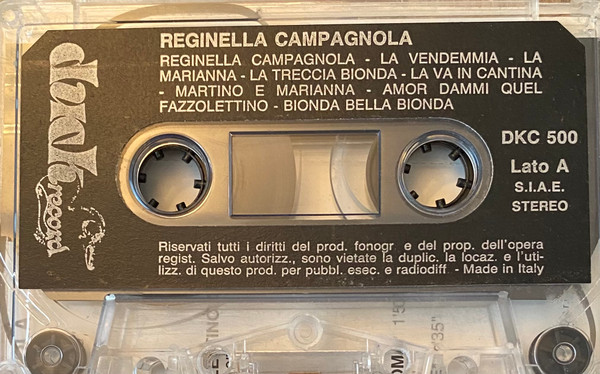 REGINELLA CAMPAGNOLA
REGINELLA CAMPAGNOLA - LA VENDEMMIA - LA
MARIANNA - LA TRECCIA BIONDA - LA VA IN CANTINA
- MARTINO E MARIANNA - AMOR DAMMI QUEL
FAZZOLETTINO - BIONDA BELLA BIONDA
record
DKC 500
Lato A
S.I.A.E.
STEREO
Riservati tutti i diritti del prod. fonogr. e del prop. dell'opera
regist. Salvo autorizz., sono vietate la duplic. la locaz. e l'uti-
lizz. di questo prod. per pubbl. esec. e radiodiff. - Made in Italy